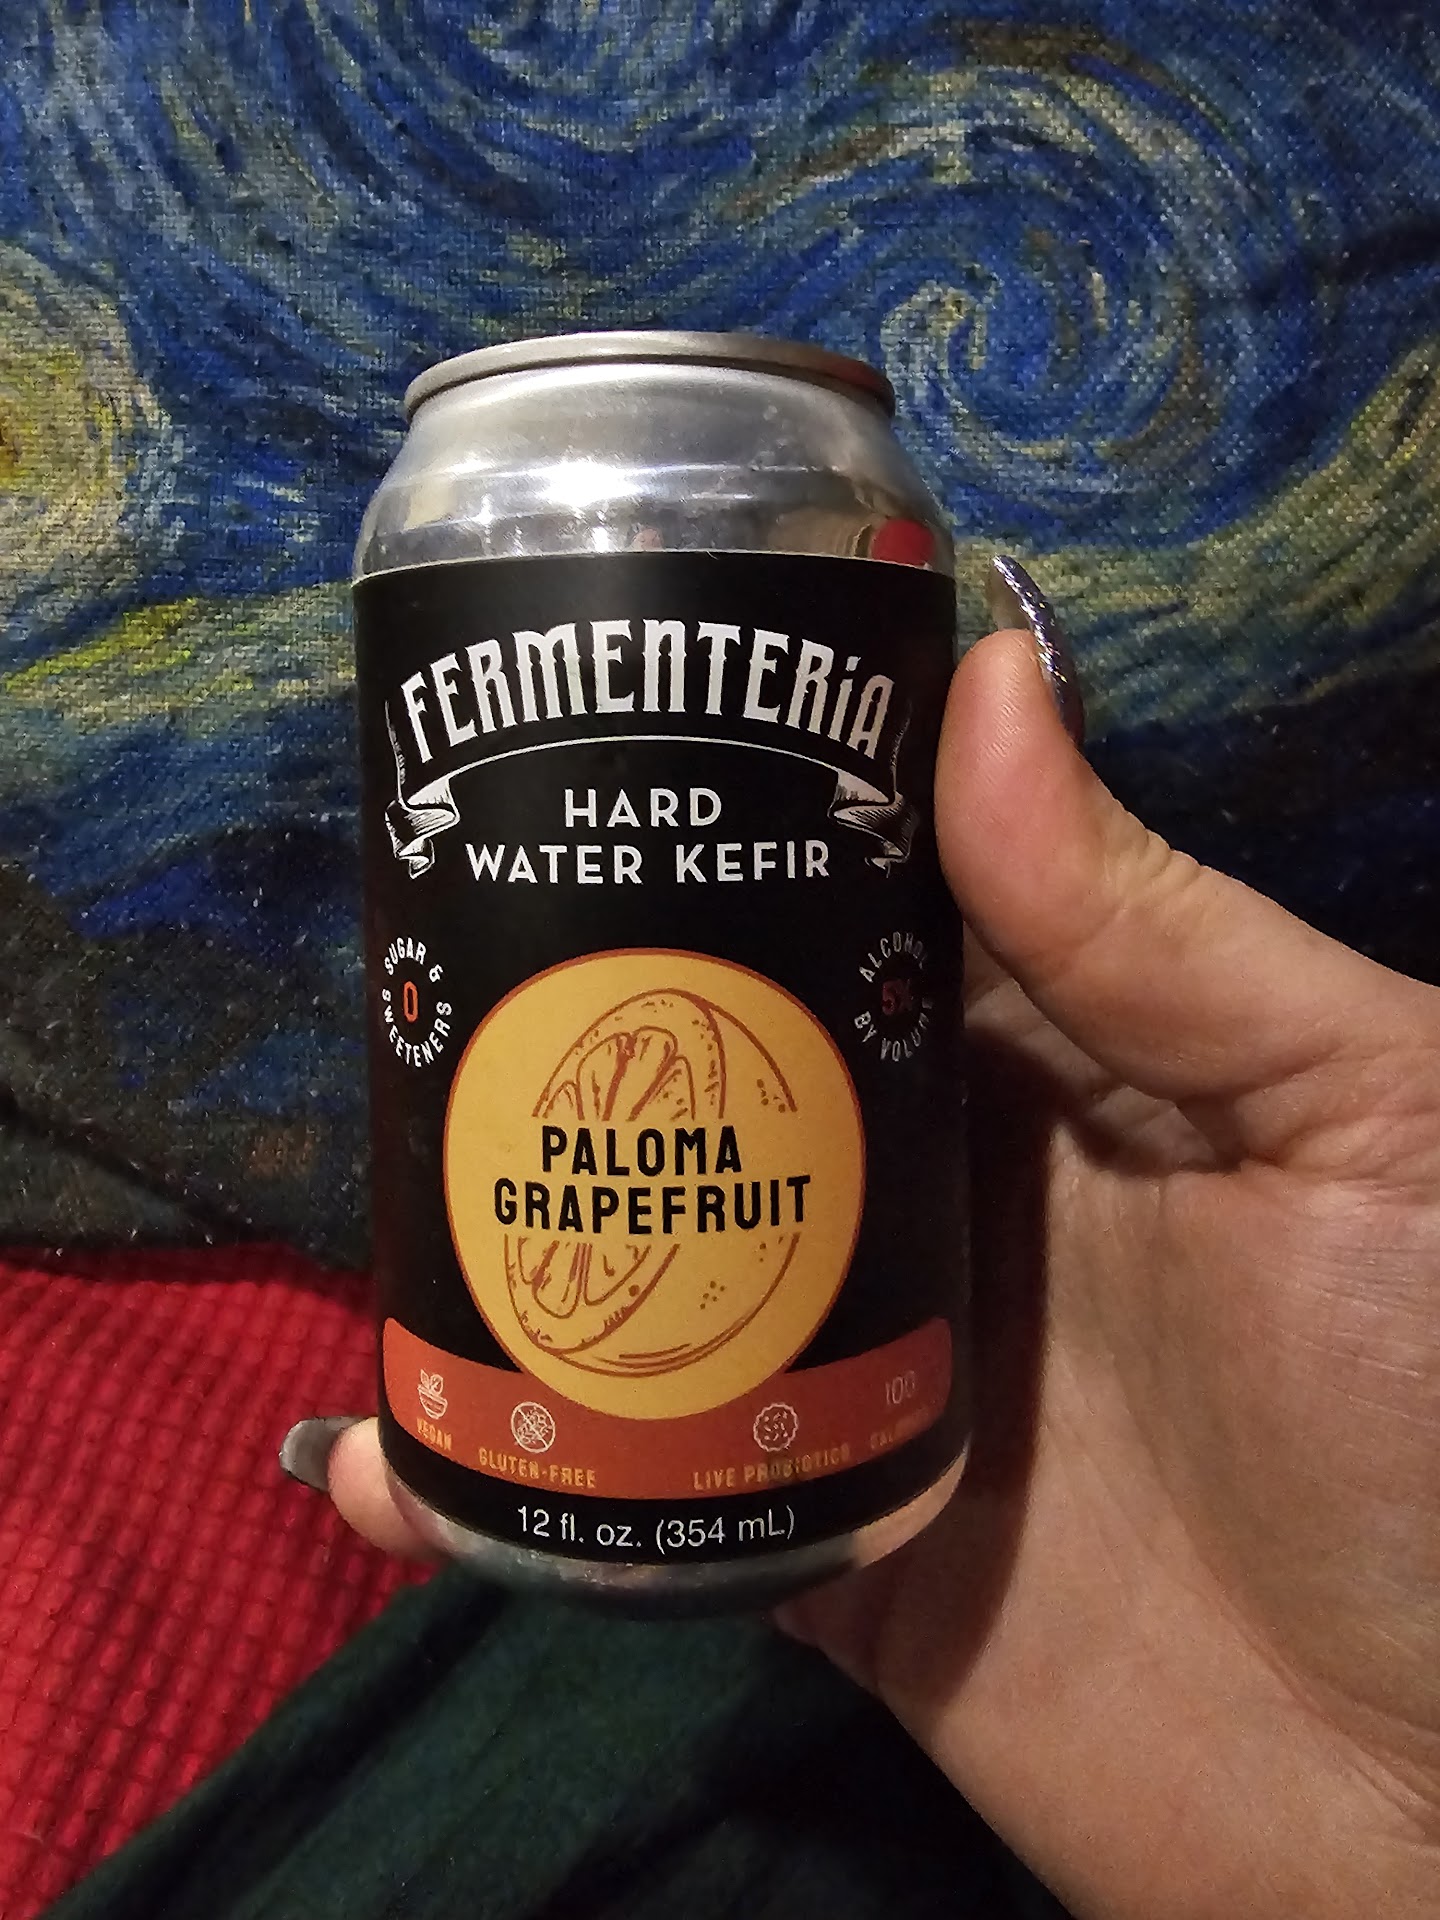 FERMENTERiA
HARD
WATER KEFIR
SUGAR &
0
SWEETENERS
ALCOHOL
5%
BY VOLUME
PALOMA
GRAPEFRUIT
VEGAN
GLUTEN-FREE
LIVE PROBIOTICS
100
CALORIES
12 fl. oz. (354 mL)